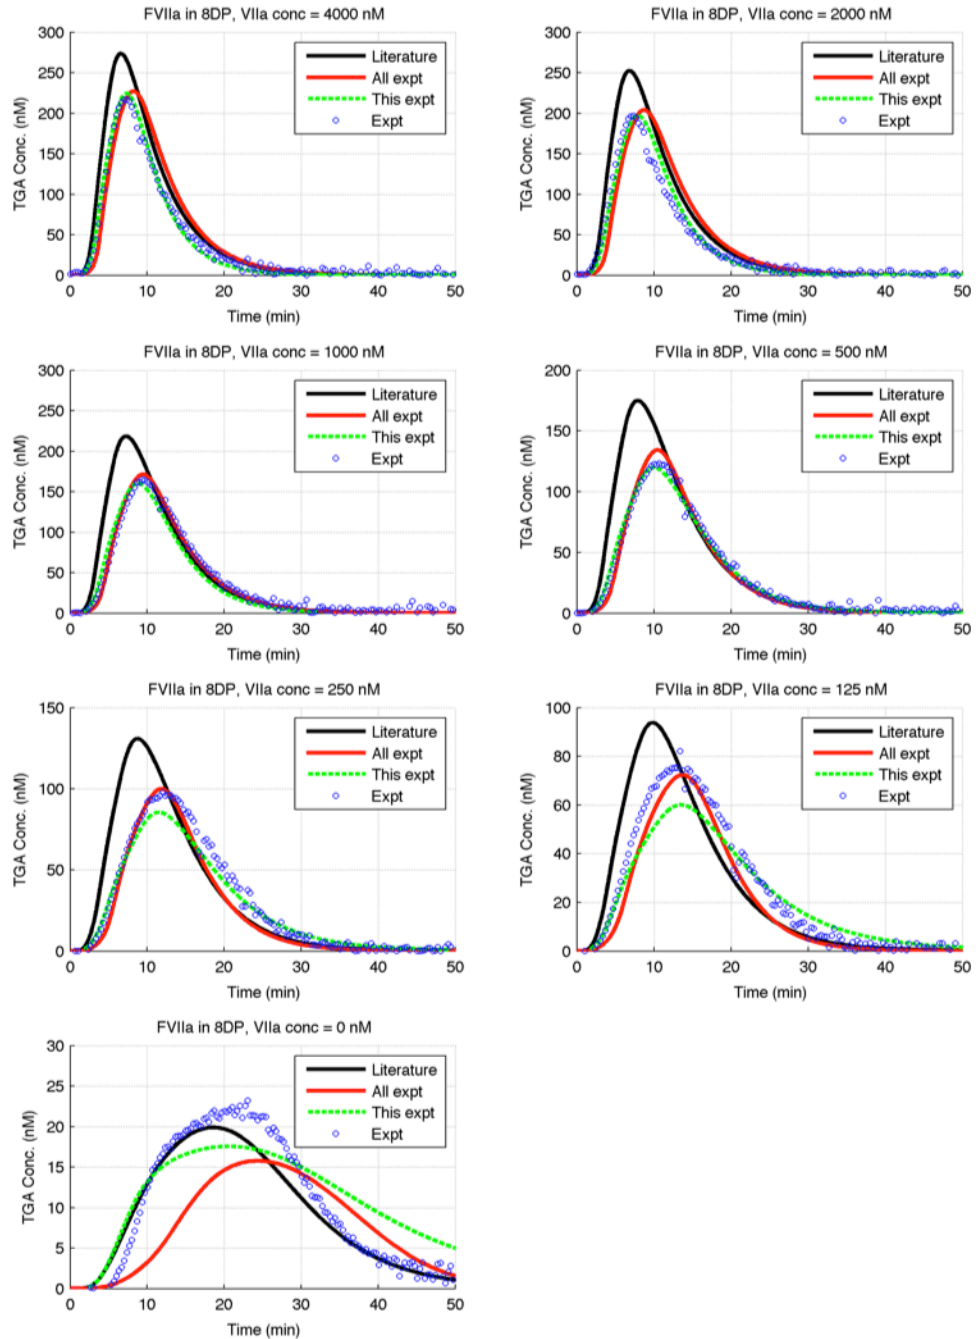 FVIIa in 8DP, VIIa conc = 4000 nM
300
250
200
150
100
50
0
TGA Conc. (nM)
Literature
All expt
This expt
Expt
0 10 20 30 40 50
Time (min)
FVIIa in 8DP, VIIa conc = 2000 nM
300
250
200
150
100
50
0
TGA Conc. (nM)
Literature
All expt
This expt
Expt
0 10 20 30 40 50
Time (min)
FVIIa in 8DP, VIIa conc = 1000 nM
300
250
200
150
100
50
0
TGA Conc. (nM)
Literature
All expt
This expt
Expt
0 10 20 30 40 50
Time (min)
FVIIa in 8DP, VIIa conc = 500 nM
200
150
100
50
0
TGA Conc. (nM)
Literature
All expt
This expt
Expt
0 10 20 30 40 50
Time (min)
FVIIa in 8DP, VIIa conc = 250 nM
150
100
50
0
TGA Conc. (nM)
Literature
All expt
This expt
Expt
0 10 20 30 40 50
Time (min)
FVIIa in 8DP, VIIa conc = 125 nM
100
80
60
40
20
0
TGA Conc. (nM)
Literature
All expt
This expt
Expt
0 10 20 30 40 50
Time (min)
FVIIa in 8DP, VIIa conc = 0 nM
30
25
20
15
10
5
0
TGA Conc. (nM)
Literature
All expt
This expt
Expt
0 10 20 30 40 50
Time (min)